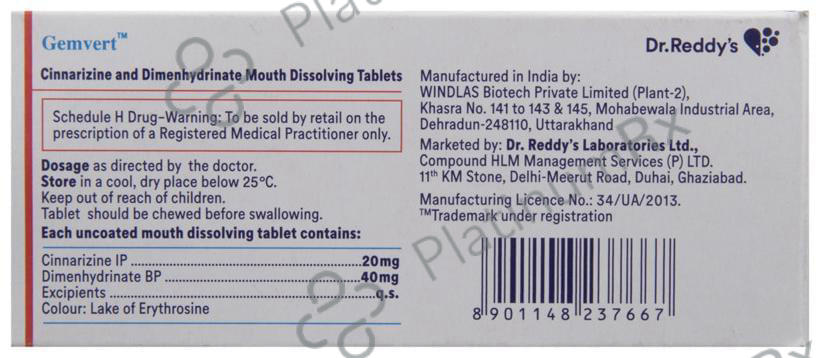 Gemvert™
Cinnarizine and Dimenhydrinate Mouth Dissolving Tablets
Schedule H Drug-Warning: To be sold by retail on the
prescription of a Registered Medical Practitioner only.
Dosage as directed by the doctor.
Store in a cool, dry place below 25°C.
Keep out of reach of children.
Tablet should be chewed before swallowing.
Each uncoated mouth dissolving tablet contains:
Cinnarizine IP 20mg
Dimenhydrinate BP 40mg
Excipients q.s.
Colour: Lake of Erythrosine
Dr.Reddy's
Manufactured in India by:
WINDLAS Biotech Private Limited (Plant-2),
Khasra No. 141 to 143 & 145, Mohabewala Industrial Area,
Dehradun-248110, Uttarakhand
Marketed by: Dr. Reddy's Laboratories Ltd.,
Compound HLM Management Services (P) LTD.
11th KM Stone, Delhi-Meerut Road, Duhai, Ghaziabad.
Manufacturing Licence No.: 34/UA/2013.
™Trademark under registration
8 901148 237667
PlatinumRx